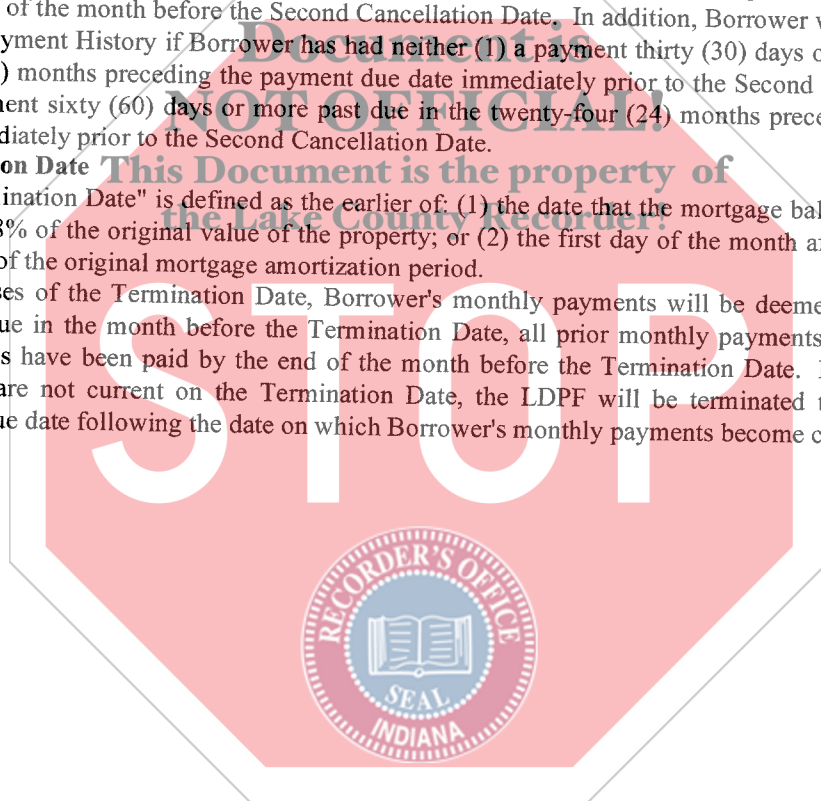 of the month before the Second Cancellation Date. In addition, Borrower
Document is
yment History if Borrower has had neither (1) a payment thirty (30) days
) months preceding the payment due date immediately prior to the Second
NOT OFFICIAL!
ent sixty (60) days or more past due in the twenty-four (24) months prece
diately prior to the Second Cancellation Date.
on Date
This Document is the property of
ination Date" is defined as the earlier of: (1) the date that the mortgage bal
the Lake County Recorder!
% of the original value of the property; or (2) the first day of the month
of the original mortgage amortization period.
es of the Termination Date, Borrower's monthly payments will be deeme
ue in the month before the Termination Date, all prior monthly payments
s have been paid by the end of the month before the Termination Date.
are not current on the Termination Date, the LDPF will be terminated
ue date following the date on which Borrower's monthly payments become
STOP
RECORDER'S OFFICE
SEAL
INDIANA